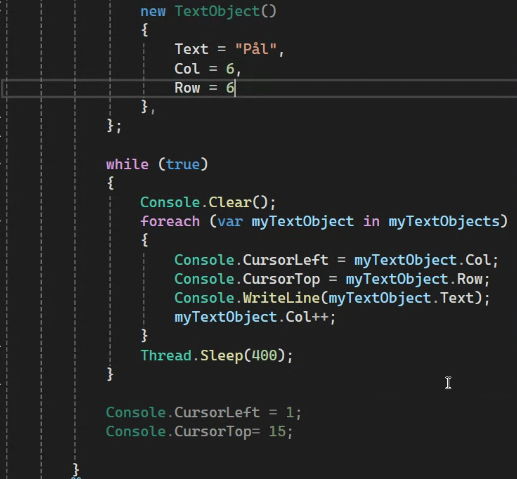 new TextObject()
{
Text = "Pål",
Col = 6,
Row = 6
},
};
while (true)
{
Console.Clear();
foreach (var myTextObject in myTextObjects)
{
Console.CursorLeft = myTextObject.Col;
Console.CursorTop = myTextObject.Row;
Console.WriteLine(myTextObject.Text);
myTextObject.Col++;
}
Thread.Sleep(400);
}
Console.CursorLeft = 1;
Console.CursorTop= 15;
}